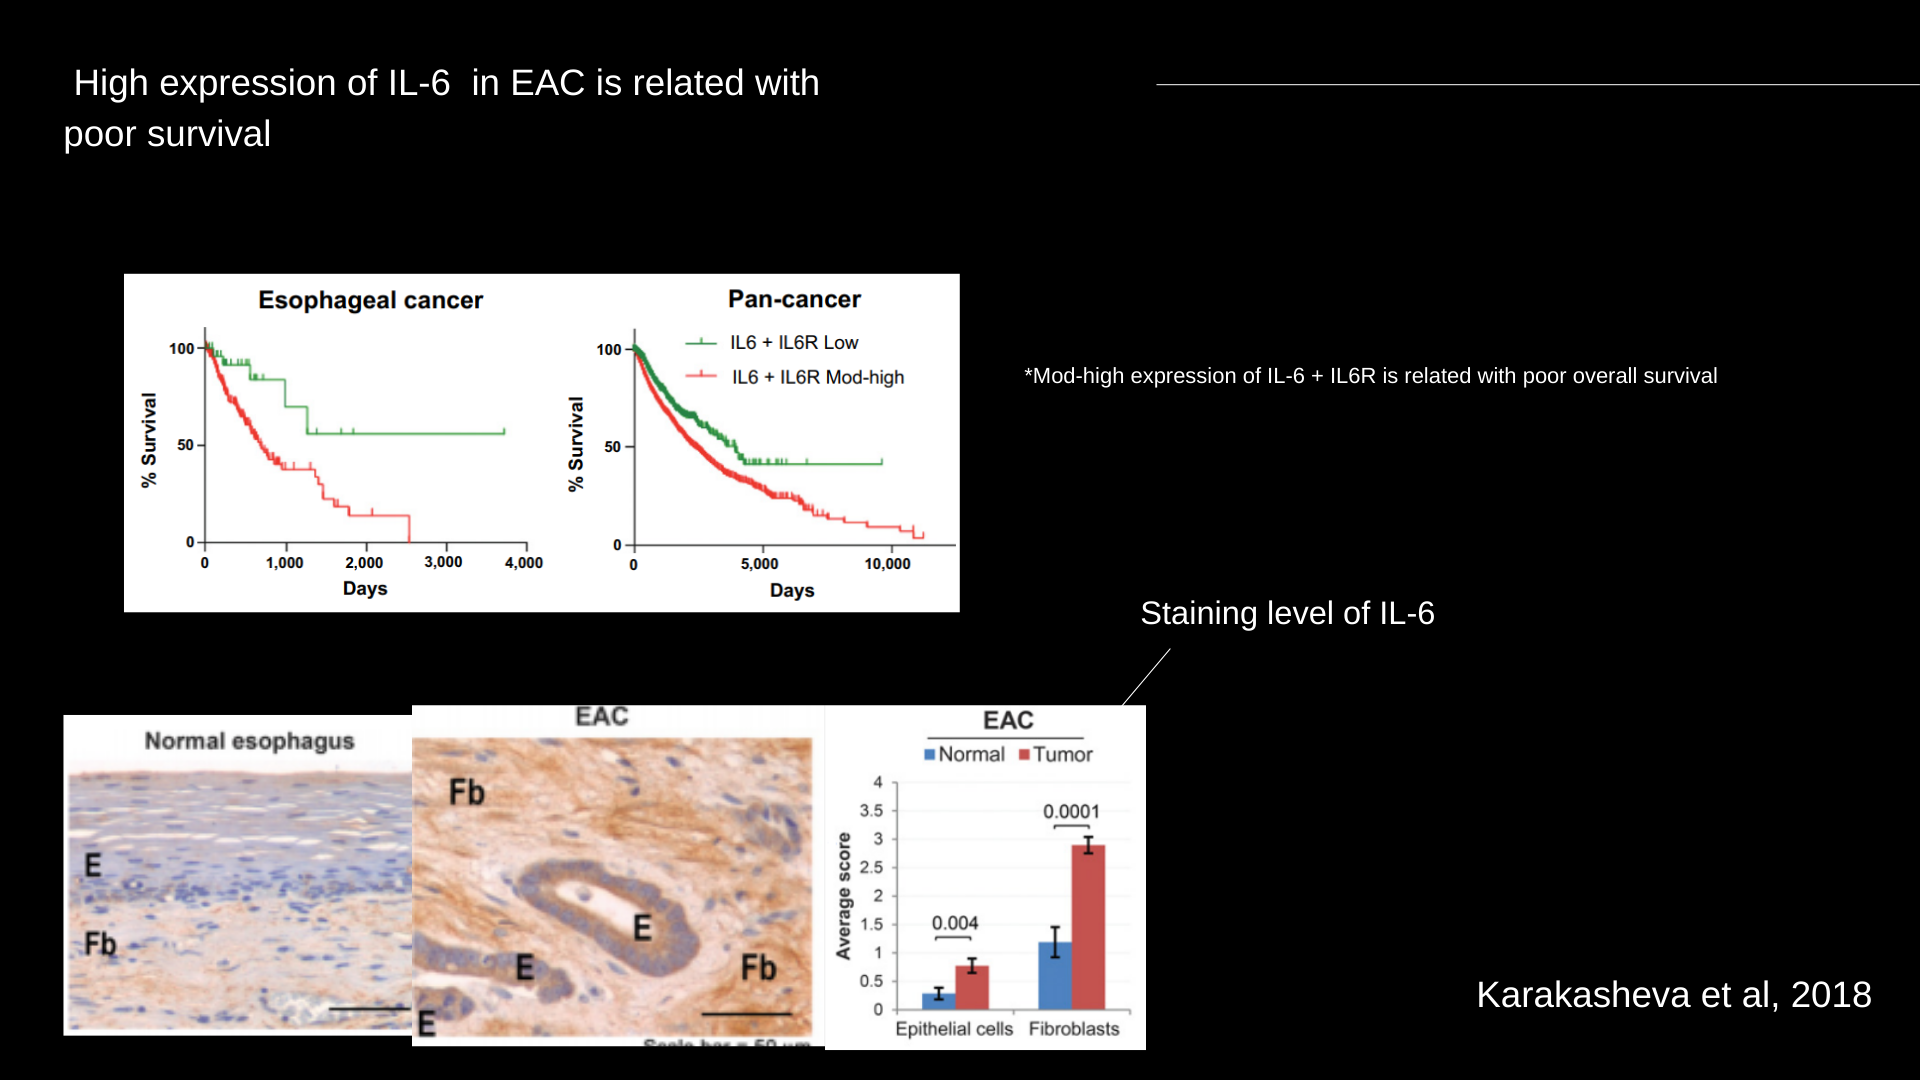 High expression of IL-6  in EAC is related with
poor survival
Esophageal cancer
100
50
0
% Survival
0
1,000
2,000
3,000
4,000
Days
Pan-cancer
IL6 + IL6R Low
IL6 + IL6R Mod-high
100
50
0
% Survival
0
5,000
10,000
Days
*Mod-high expression of IL-6 + IL6R is related with poor overall survival
Staining level of IL-6
Normal esophagus
E
Fb
EAC
Fb
E
E
Fb
E
Scale bar = 50 µm
EAC
Normal
Tumor
Average score
4
3.5
3
2.5
2
1.5
1
0.5
0
0.004
0.0001
Epithelial cells
Fibroblasts
Karakasheva et al, 2018